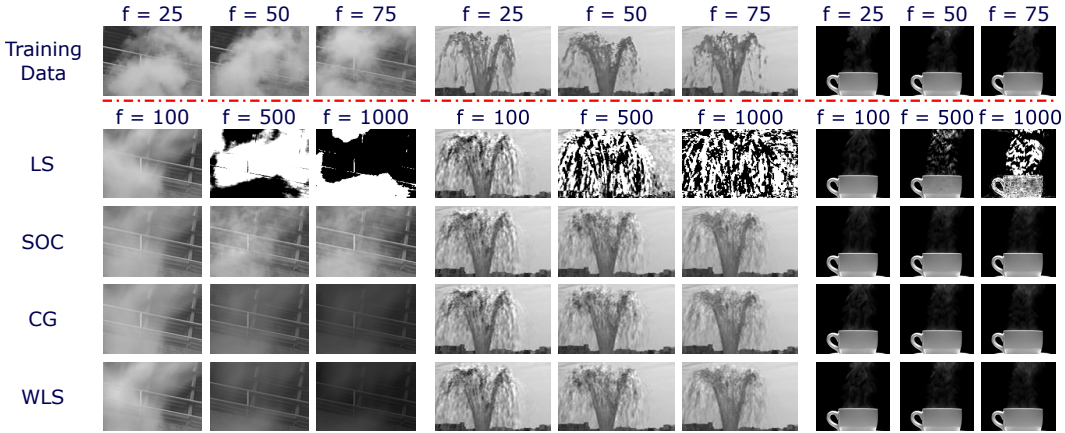 f = 25 f = 50 f = 75 f = 25 f = 50 f = 75 f = 25 f = 50 f = 75
Training
Data
f = 100 f = 500 f = 1000 f = 100 f = 500 f = 1000 f = 100 f = 500 f = 1000
LS
SOC
CG
WLS